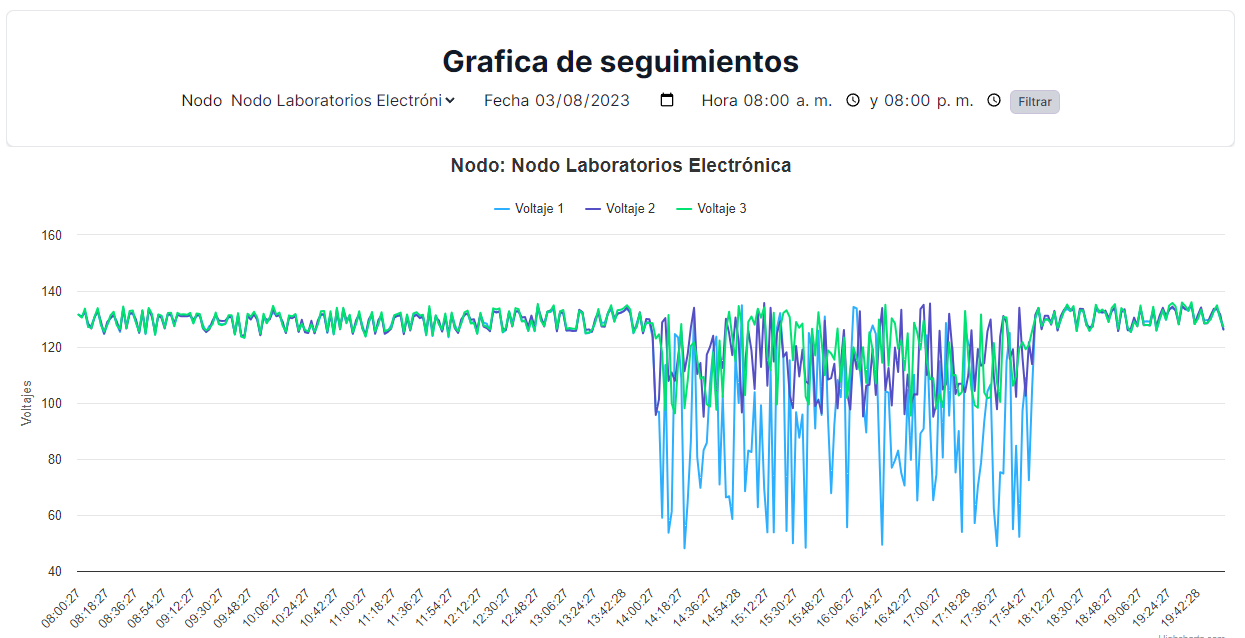 Grafica de seguimientos
Nodo Nodo Laboratorios Electróni Fecha 03/08/2023 Hora 08:00 a. m. y 08:00 p. m. Filtrar
Nodo: Nodo Laboratorios Electrónica
Voltaje 1 Voltaje 2 Voltaje 3
160
140
120
100
80
60
40
Voltajes
08:00:27 08:18:27 08:36:27 08:54:27 09:12:27 09:30:27 09:48:27 10:06:27 10:24:27 10:42:27 11:00:27 11:18:27 11:36:27 11:54:27 12:12:27 12:30:27 12:48:27 13:06:27 13:24:27 13:42:28 14:00:27 14:18:27 14:36:27 14:54:28 15:12:27 15:30:27 15:48:27 16:06:27 16:24:27 16:42:27 17:00:27 17:18:28 17:36:27 17:54:27 18:12:27 18:30:27 18:48:27 19:06:27 19:24:27 19:42:28